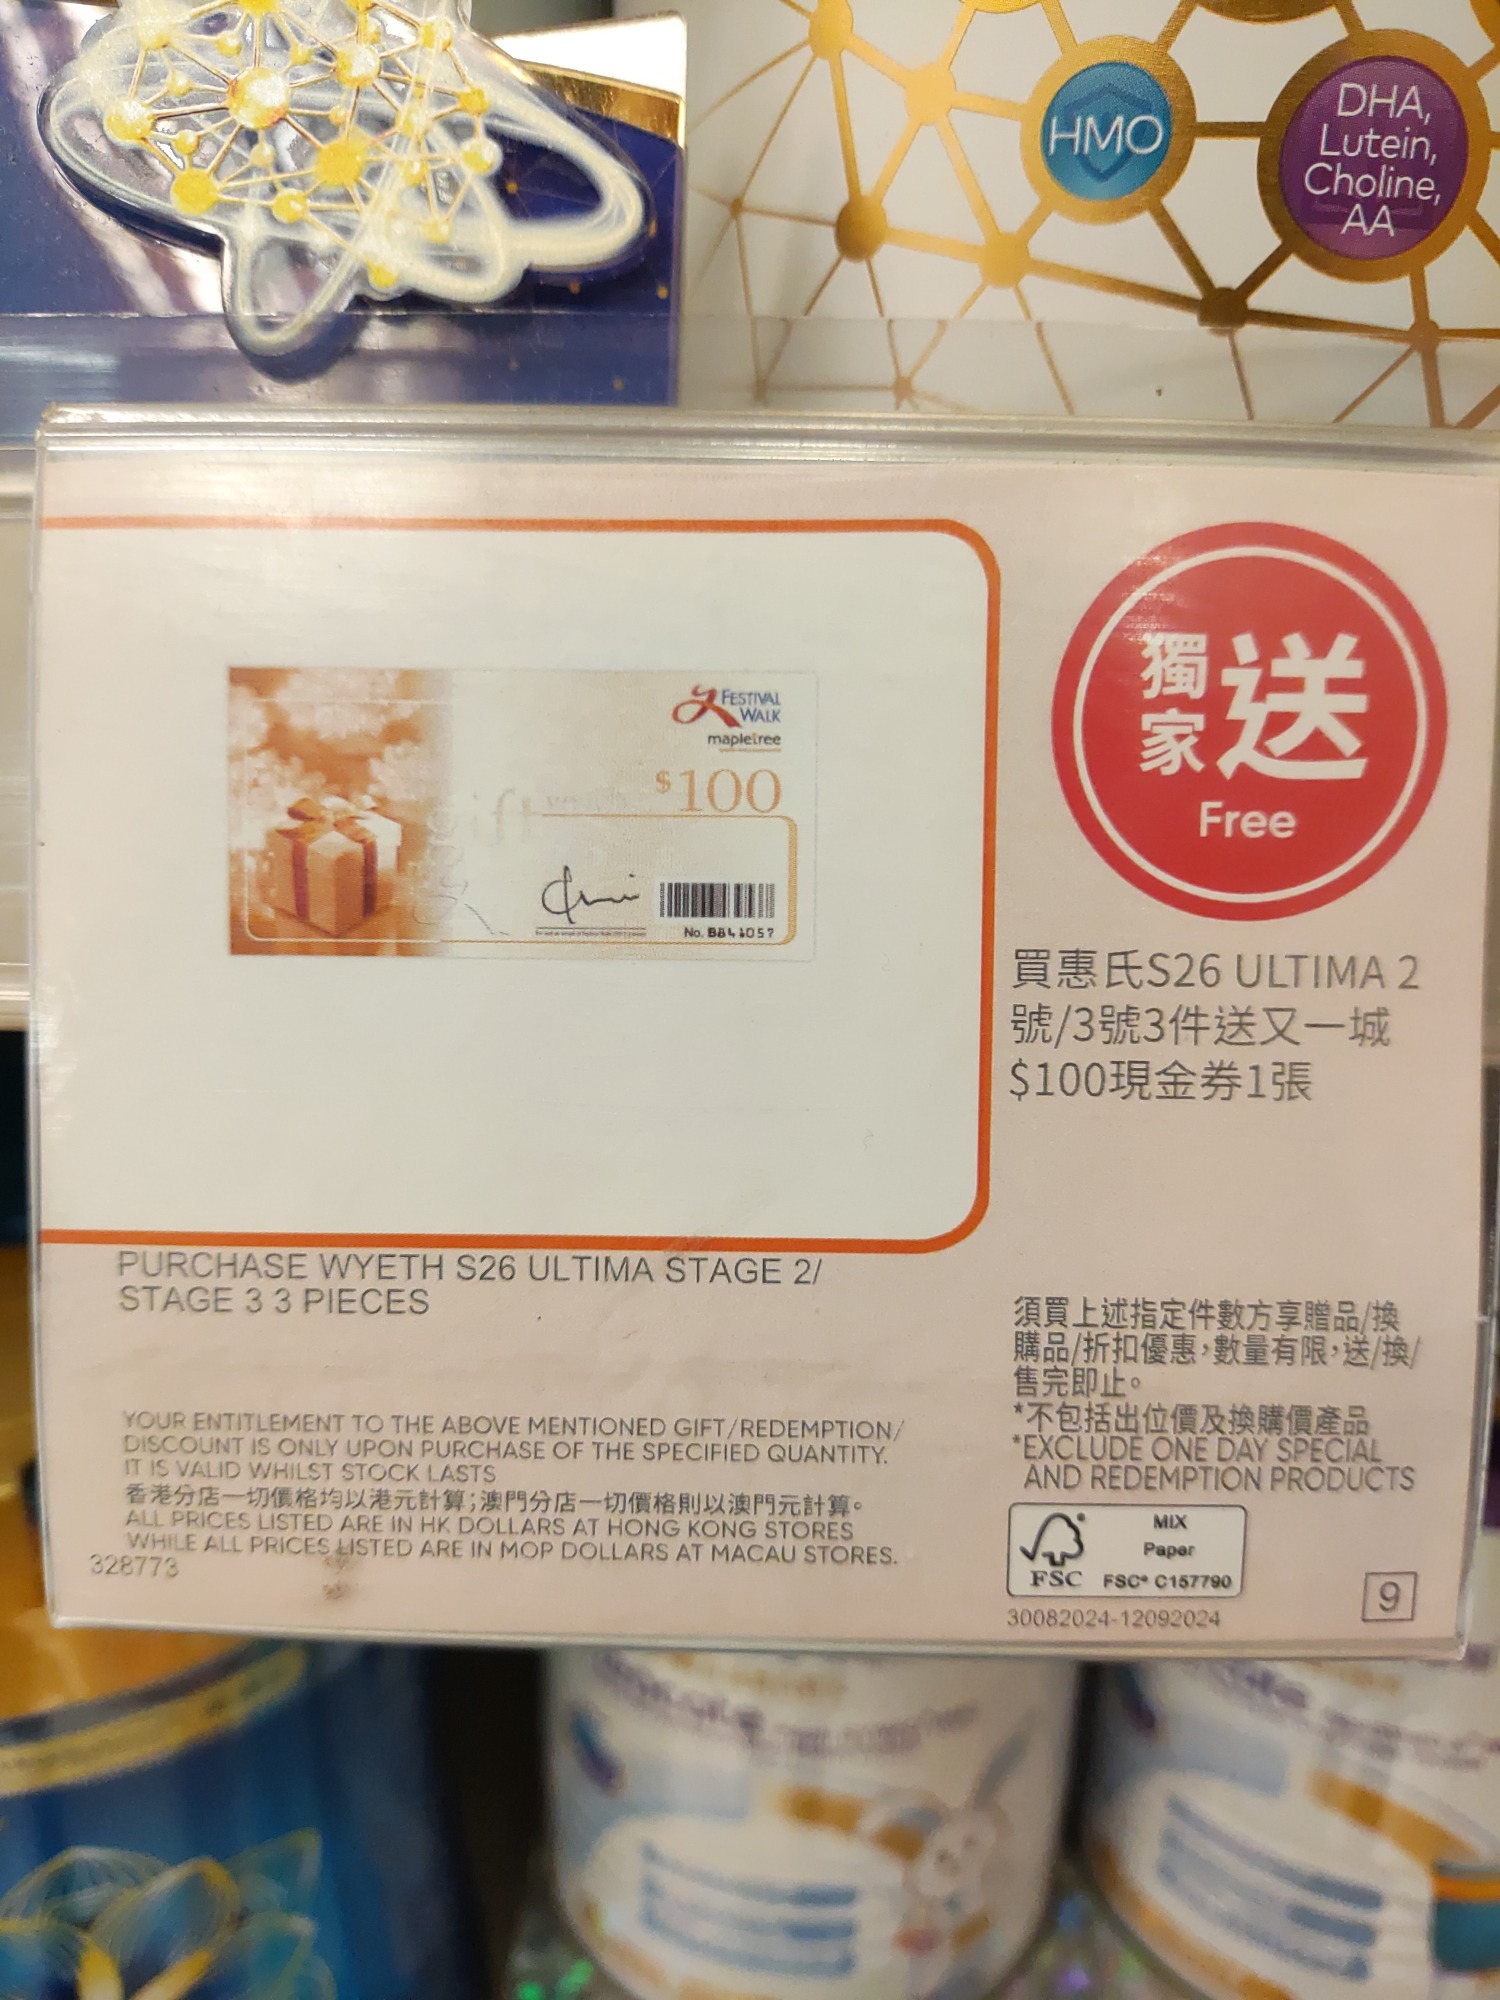 HMO
DHA,
Lutein,
Choline,
AA
FESTIVAL
WALK
mapletree
$100
No. B841057
獨家送
Free
買惠氏S26 ULTIMA 2
號/3號3件送又一城
$100現金券1張
PURCHASE WYETH S26 ULTIMA STAGE 2/
STAGE 3 3 PIECES
須買上述指定件數方享贈品/換
購品/折扣優惠,數量有限,送/換/
售完即止。
*不包括出位價及換購價產品
*EXCLUDE ONE DAY SPECIAL
AND REDEMPTION PRODUCTS
YOUR ENTITLEMENT TO THE ABOVE MENTIONED GIFT/REDEMPTION/
DISCOUNT IS ONLY UPON PURCHASE OF THE SPECIFIED QUANTITY.
IT IS VALID WHILST STOCK LASTS
香港分店一切價格均以港元計算;澳門分店一切價格則以澳門元計算。
ALL PRICES LISTED ARE IN HK DOLLARS AT HONG KONG STORES
WHILE ALL PRICES LISTED ARE IN MOP DOLLARS AT MACAU STORES.
328773
FSC
MIX
Paper
FSC® C157790
30082024-12092024
9